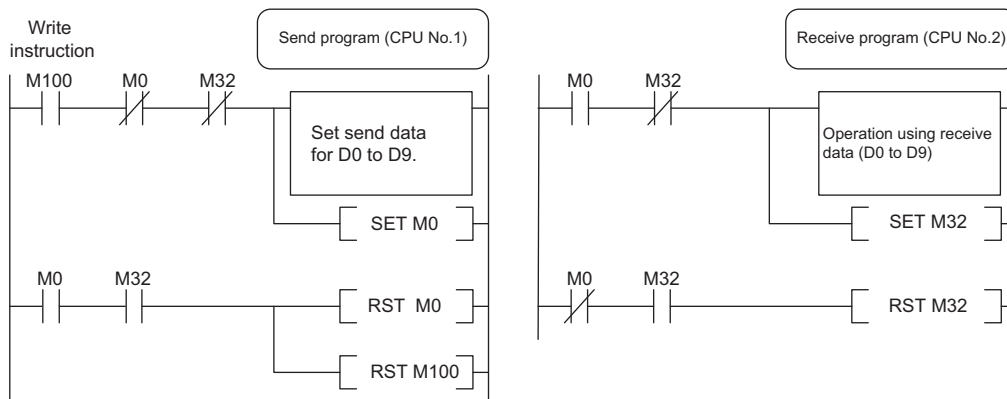 Write
instruction
Send program (CPU No.1)
M100 M0 M32
Set send data
for D0 to D9.
SET M0
M0 M32
RST M0
RST M100
Receive program (CPU No.2)
M0 M32
Operation using receive
data (D0 to D9)
SET M32
M0 M32
RST M32